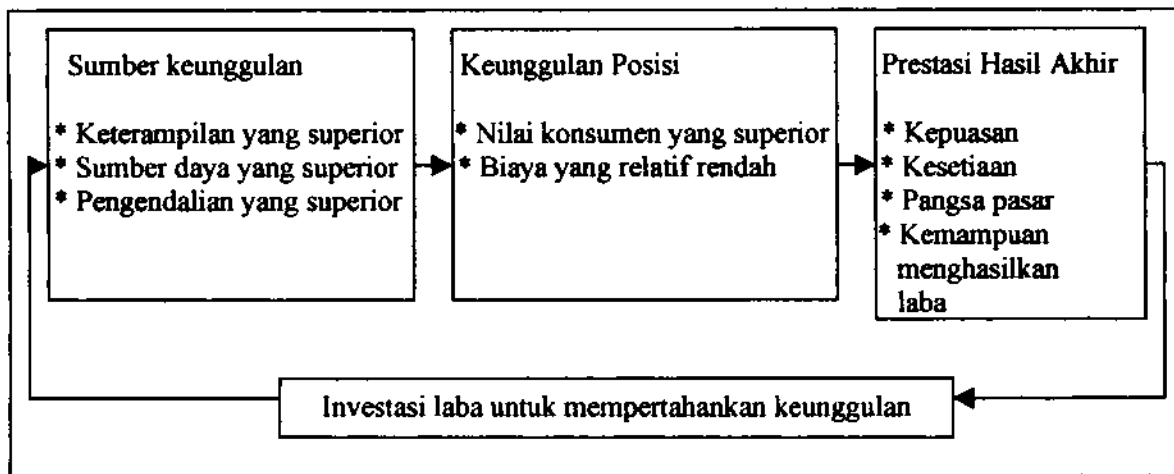 Sumber keunggulan
* Keterampilan yang superior
* Sumber daya yang superior
* Pengendalian yang superior
Keunggulan Posisi
* Nilai konsumen yang superior
* Biaya yang relatif rendah
Prestasi Hasil Akhir
* Kepuasan
* Kesetiaan
* Pangsa pasar
* Kemampuan
menghasilkan
laba
Investasi laba untuk mempertahankan keunggulan